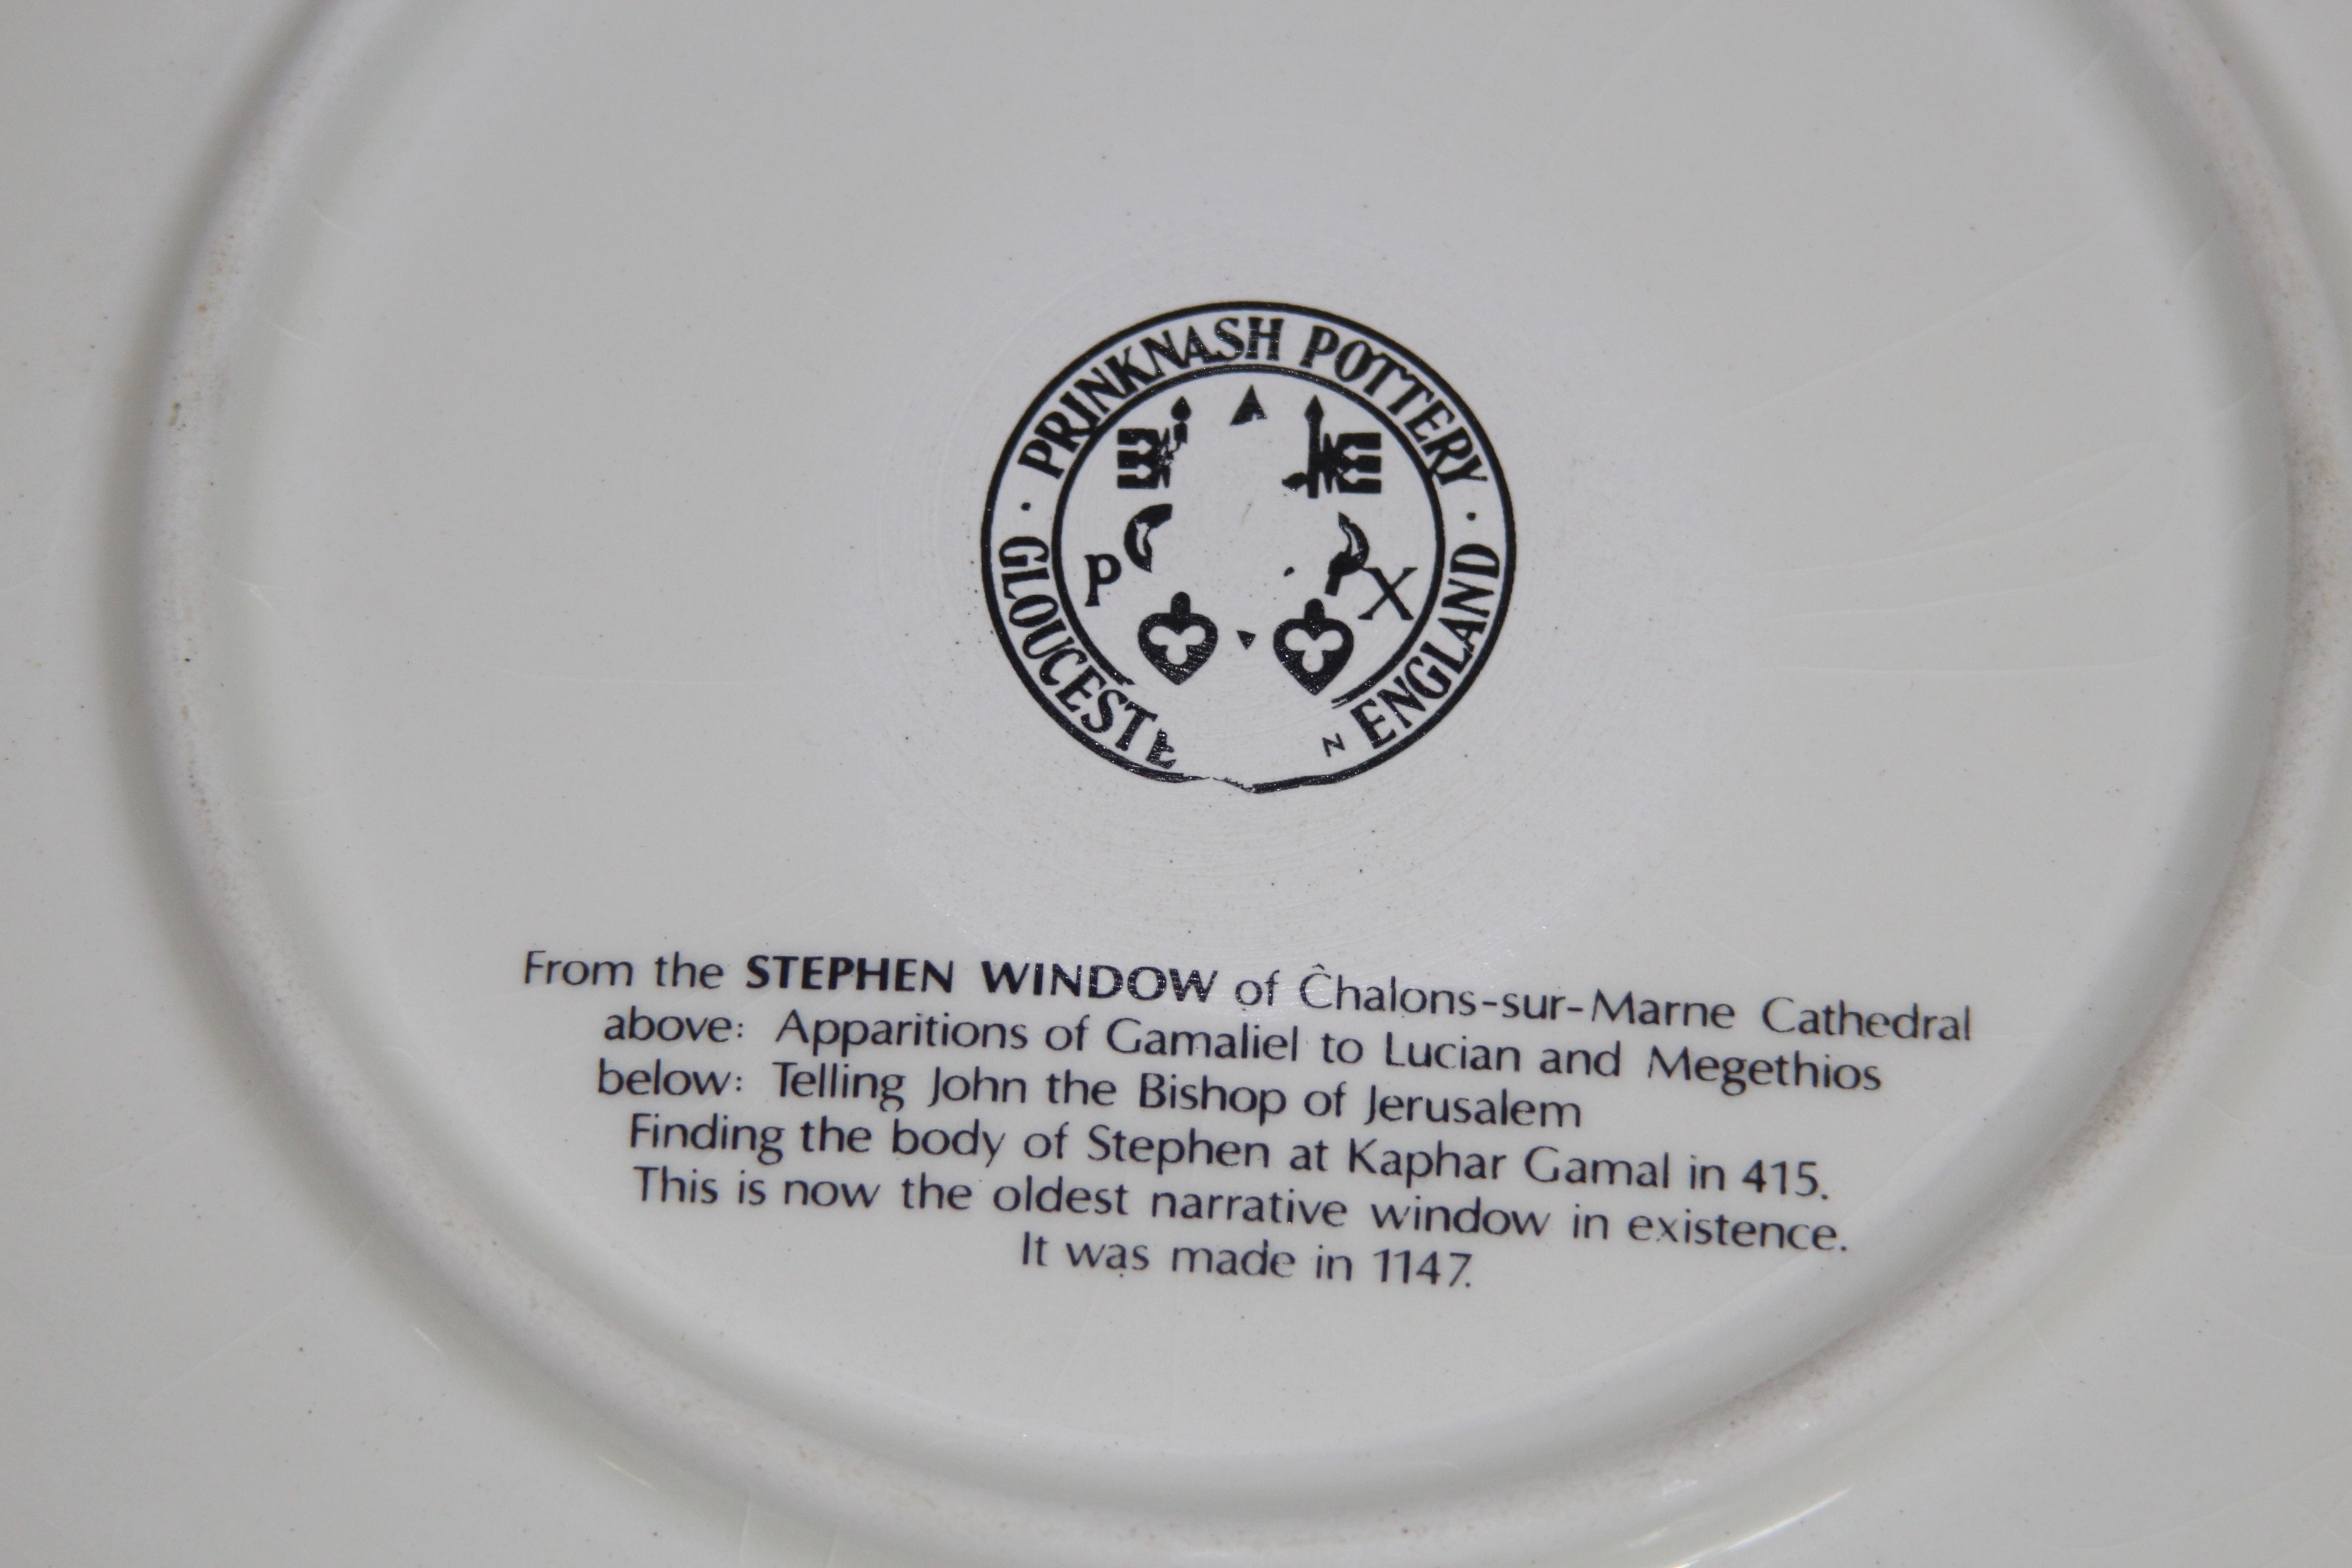 · PRINKNASH POTTERY ·
GLOUCESTE
ENGLAND
P X
From the STEPHEN WINDOW of Ĉhalons-sur-Marne Cathedral
above: Apparitions of Gamaliel to Lucian and Megethios
below: Telling John the Bishop of Jerusalem
Finding the body of Stephen at Kaphar Gamal in 415.
This is now the oldest narrative window in existence.
It was made in 1147.